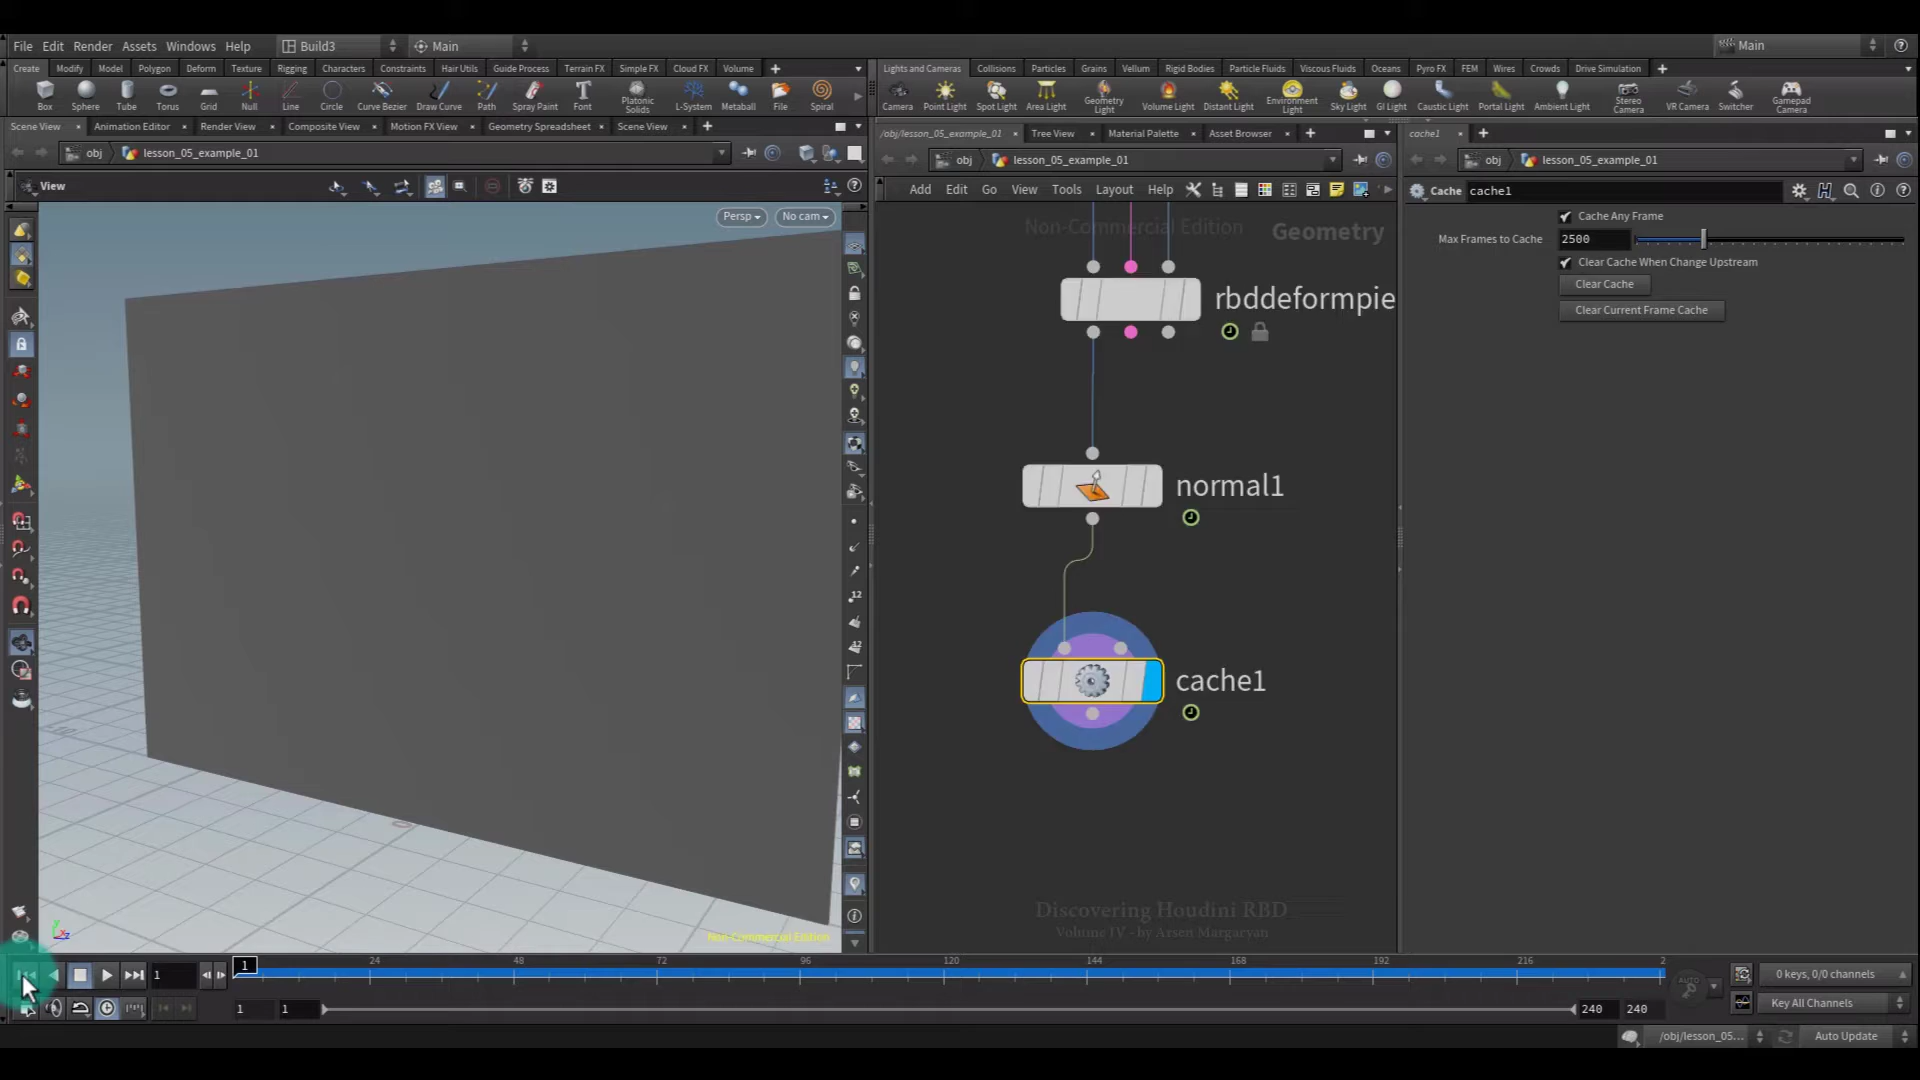 File Edit Render Assets Windows Help Build3 Main Main
Create Modify Model Polygon Deform Texture Rigging Characters Constraints Hair Utils Guide Process Terrain FX Simple FX Cloud FX Volume
Box Sphere Tube Torus Grid Null Line Circle Curve Bezier Draw Curve Path Spray Paint Font Platonic Solids L-System Metaball File Spiral
Lights and Cameras Collisions Particles Grains Vellum Rigid Bodies Particle Fluids Viscous Fluids Oceans Pyro FX FEM Wires Crowds Drive Simulation
Camera Point Light Spot Light Area Light Geometry Light Volume Light Distant Light Environment Light Sky Light GI Light Caustic Light Portal Light Ambient Light Stereo Camera VR Camera Switcher Gamepad Camera
Scene View Animation Editor Render View Composite View Motion FX View Geometry Spreadsheet Scene View
obj lesson_05_example_01
View
Persp No cam
Non-Commercial Edition
/obj/lesson_05_example_01 Tree View Material Palette Asset Browser
obj lesson_05_example_01
Add Edit Go View Tools Layout Help
Non-Commercial Edition Geometry
rbddeformpie
normal1
cache1
Discovering Houdini RBD
Volume IV - by Arsen Margaryan
cache1
obj lesson_05_example_01
Cache cache1
Cache Any Frame
Max Frames to Cache 2500
Clear Cache When Change Upstream
Clear Cache
Clear Current Frame Cache
12
12
1 1 24 48 72 96 120 144 168 192 216 2
1 1 240 240
AUTO
0 keys, 0/0 channels
Key All Channels
/obj/lesson_05... Auto Update